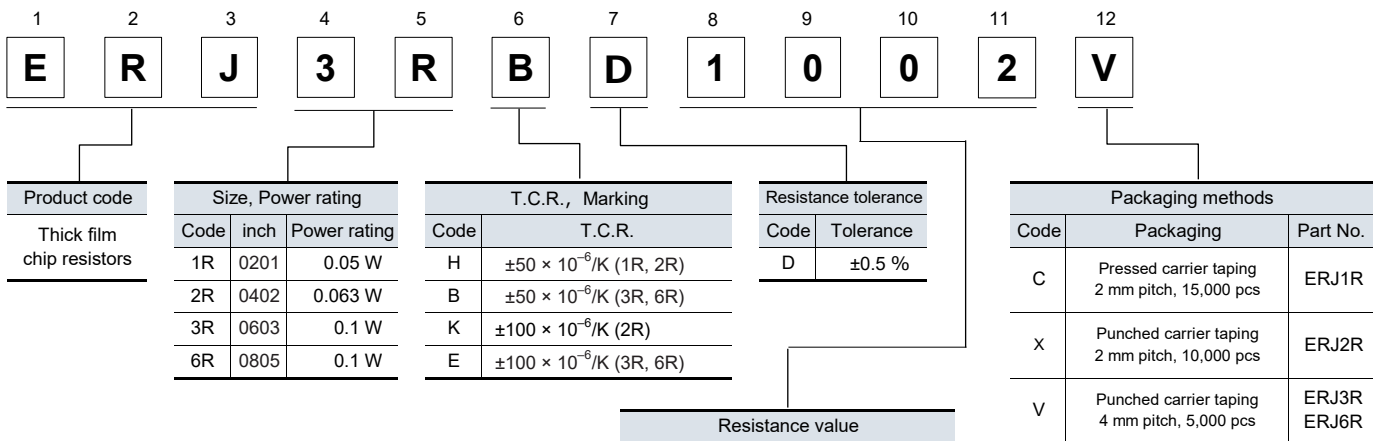 1 2 3 4 5 6 7 8 9 10 11 12
E R J 3 R B D 1 0 0 2 V
Product code
Thick film
chip resistors
Size, Power rating
Code inch Power rating
1R 0201 0.05 W
2R 0402 0.063 W
3R 0603 0.1 W
6R 0805 0.1 W
T.C.R., Marking
Code T.C.R.
H ±50 × 10⁻⁶/K (1R, 2R)
B ±50 × 10⁻⁶/K (3R, 6R)
K ±100 × 10⁻⁶/K (2R)
E ±100 × 10⁻⁶/K (3R, 6R)
Resistance tolerance
Code Tolerance
D ±0.5 %
Resistance value
Packaging methods
Code Packaging Part No.
C Pressed carrier taping
2 mm pitch, 15,000 pcs ERJ1R
X Punched carrier taping
2 mm pitch, 10,000 pcs ERJ2R
V Punched carrier taping
4 mm pitch, 5,000 pcs ERJ3R
ERJ6R